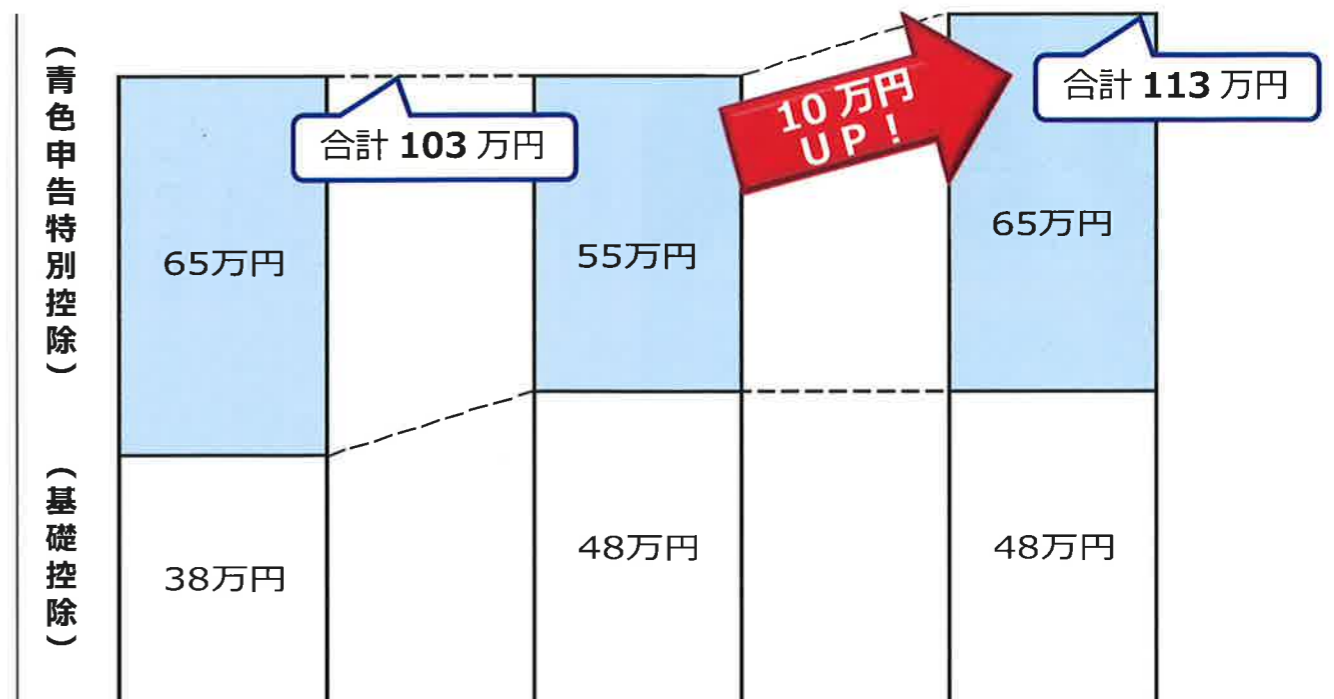 （青色申告特別控除）
（基礎控除）
65万円
38万円
合計 103 万円
55万円
48万円
10 万円
ＵＰ！
合計 113 万円
65万円
48万円